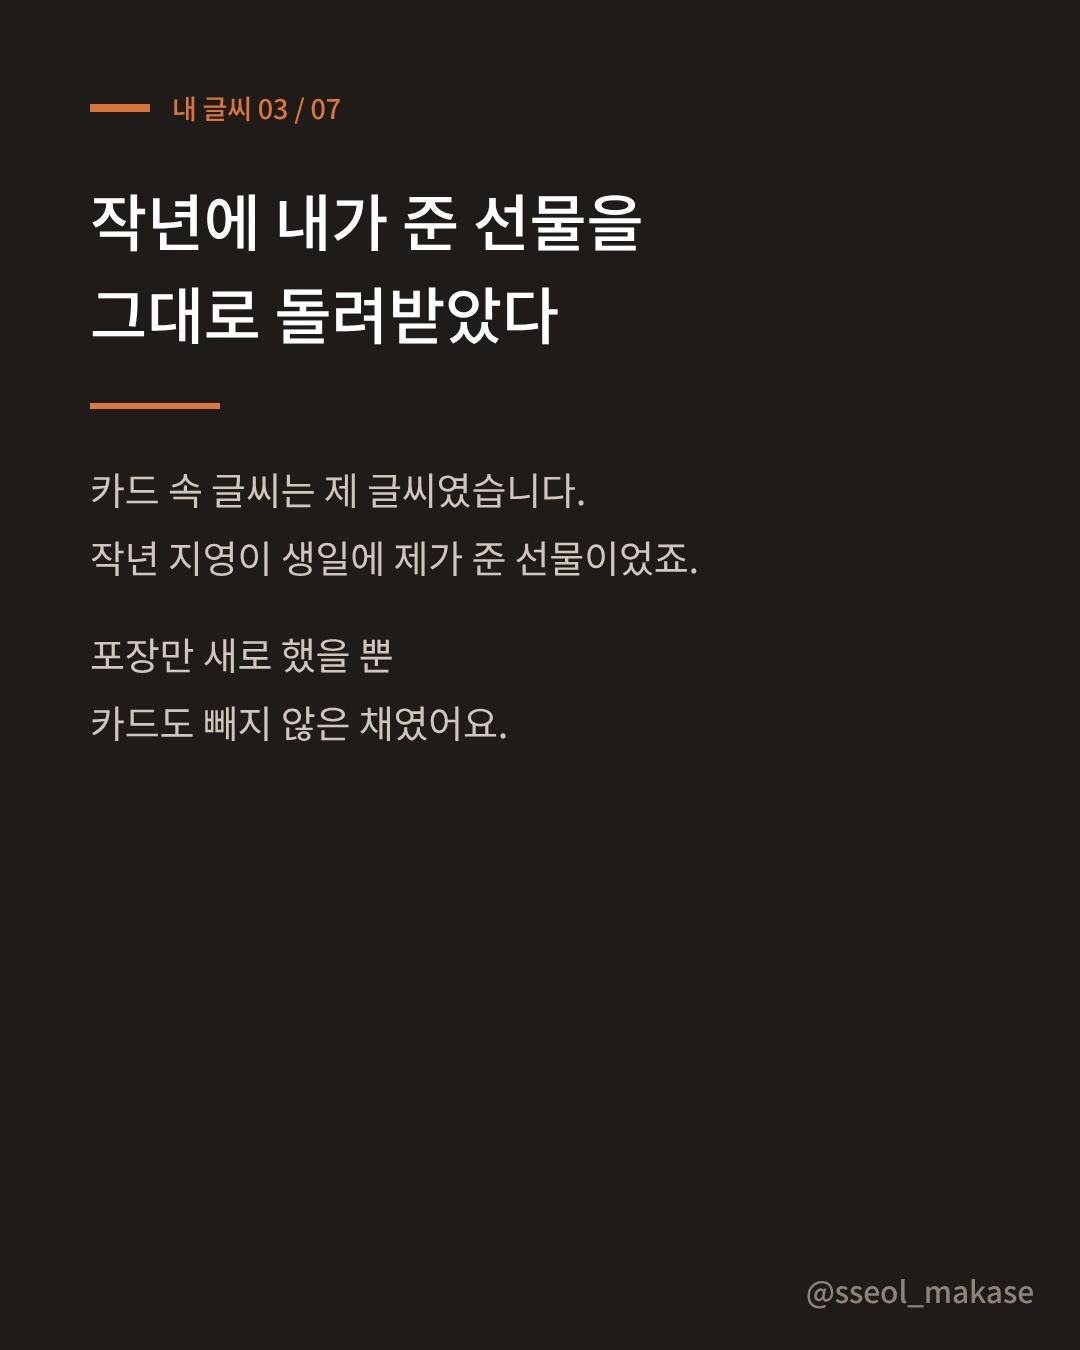 내 글씨 03 / 07
작년에 내가 준 선물을
그대로 돌려받았다
카드 속 글씨는 제 글씨였습니다.
작년 지영이 생일에 제가 준 선물이었죠.
포장만 새로 했을 뿐
카드도 빼지 않은 채였어요.
@sseol_makase